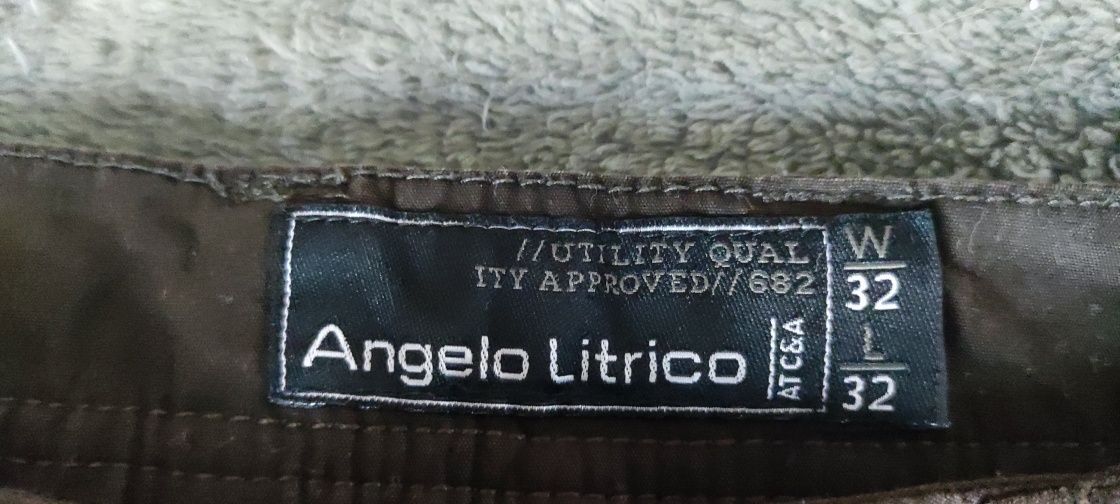 //UTILITY QUAL
ITY APPROVED//682
Angelo Litrico
AT C&A
W
32
L
32